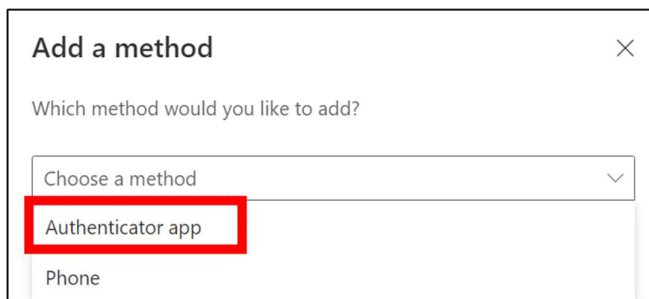 Add a method
Which method would you like to add?
Choose a method
Authenticator app
Phone